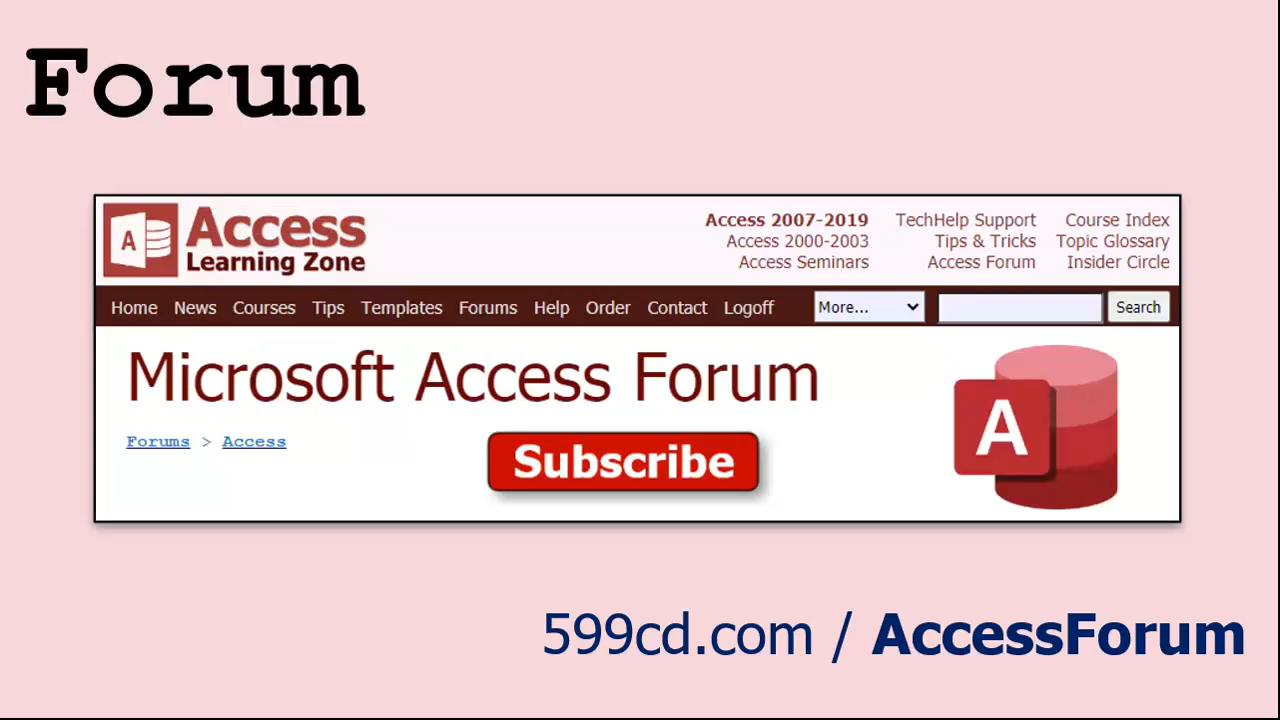 Forum
A Access
Learning Zone
Access 2007-2019 TechHelp Support Course Index
Access 2000-2003 Tips & Tricks Topic Glossary
Access Seminars Access Forum Insider Circle
Home News Courses Tips Templates Forums Help Order Contact Logoff More... Search
Microsoft Access Forum
Forums > Access
Subscribe
A
599cd.com / AccessForum